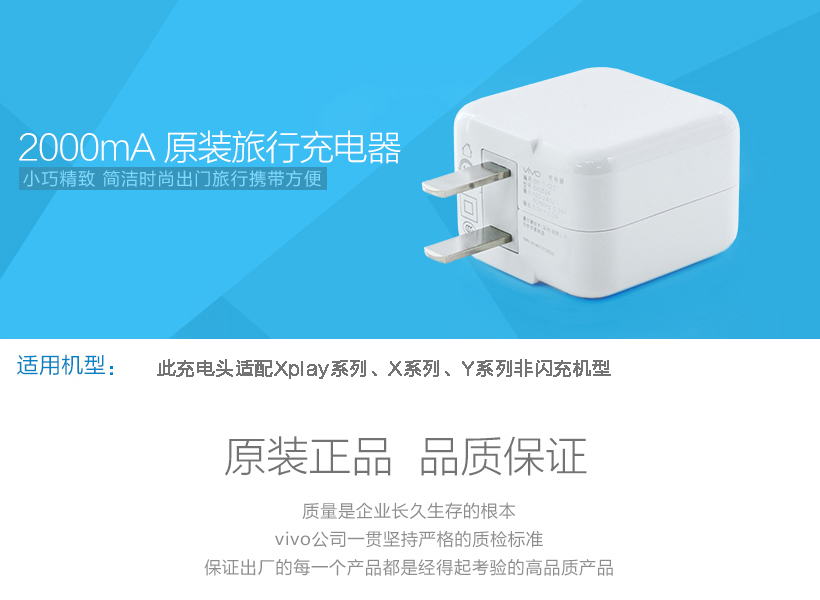 2000mA 原装旅行充电器
小巧精致 简洁时尚出门旅行携带方便
vivo 充电器
适用机型：
此充电头适配Xplay系列、X系列、Y系列非闪充机型
原装正品 品质保证
质量是企业长久生存的根本
vivo公司一贯坚持严格的质检标准
保证出厂的每一个产品都是经得起考验的高品质产品